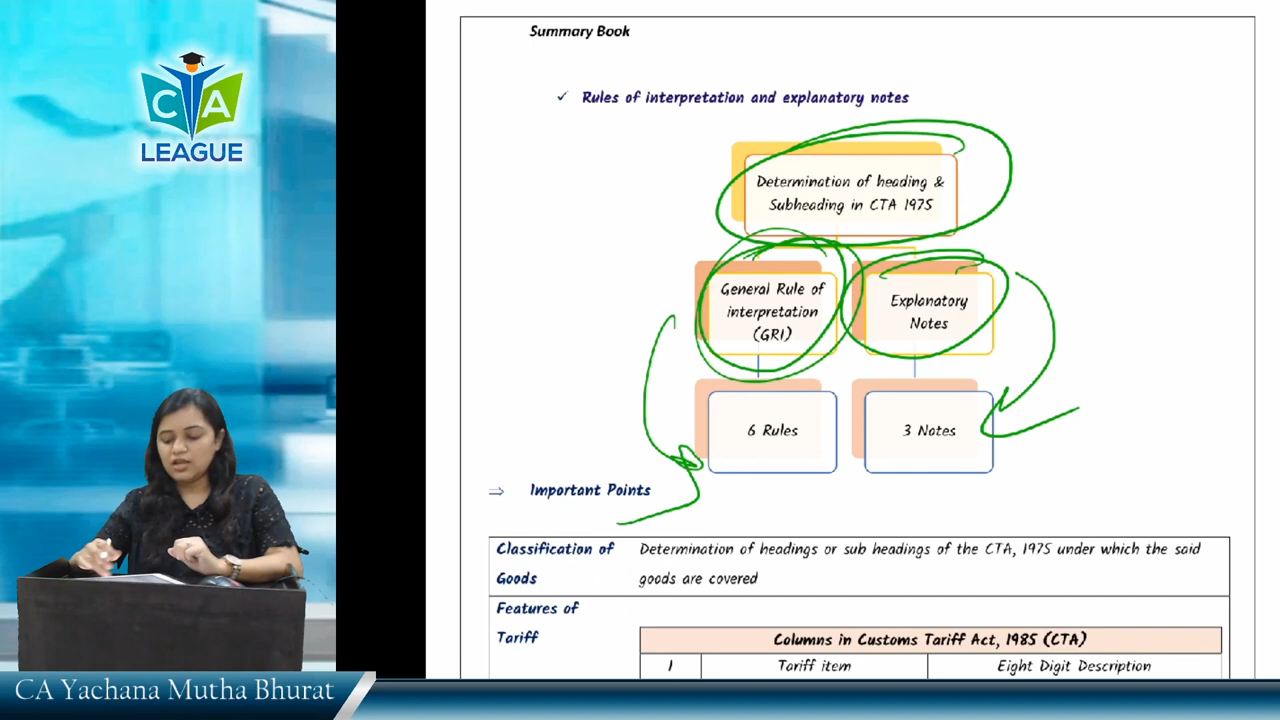 C A
LEAGUE
Summary Book
✓ Rules of interpretation and explanatory notes
Determination of heading &
Subheading in CTA 1975
General Rule of
interpretation
(GRI)
Explanatory
Notes
6 Rules
3 Notes
⇒ Important Points
Classification of
Goods
Determination of headings or sub headings of the CTA, 1975 under which the said
goods are covered
Features of
Tariff
Columns in Customs Tariff Act, 1985 (CTA)
1 Tariff item Eight Digit Description
CA Yachana Mutha Bhurat